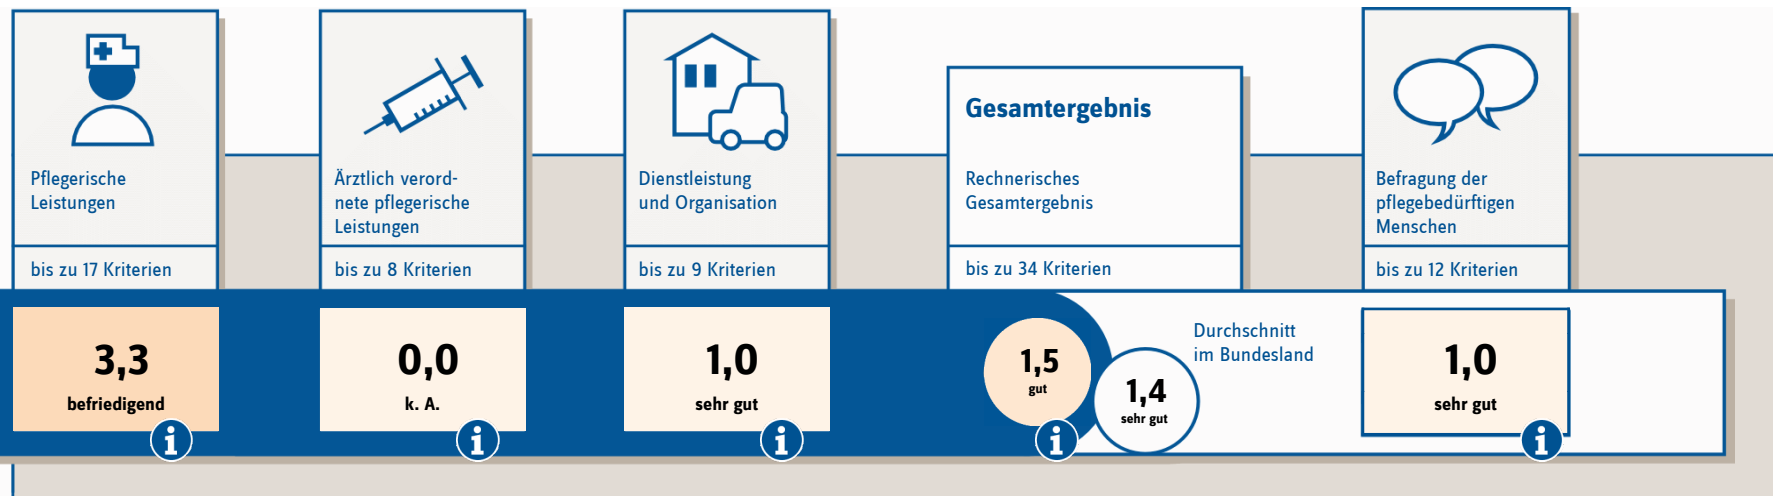 Pflegerische
Leistungen
bis zu 17 Kriterien
3,3
befriedigend
i
Ärztlich verord-
nete pflegerische
Leistungen
bis zu 8 Kriterien
0,0
k. A.
i
Dienstleistung
und Organisation
bis zu 9 Kriterien
1,0
sehr gut
i
Gesamtergebnis
Rechnerisches
Gesamtergebnis
bis zu 34 Kriterien
1,5
gut
i
1,4
sehr gut
Durchschnitt
im Bundesland
Befragung der
pflegebedürftigen
Menschen
bis zu 12 Kriterien
1,0
sehr gut
i